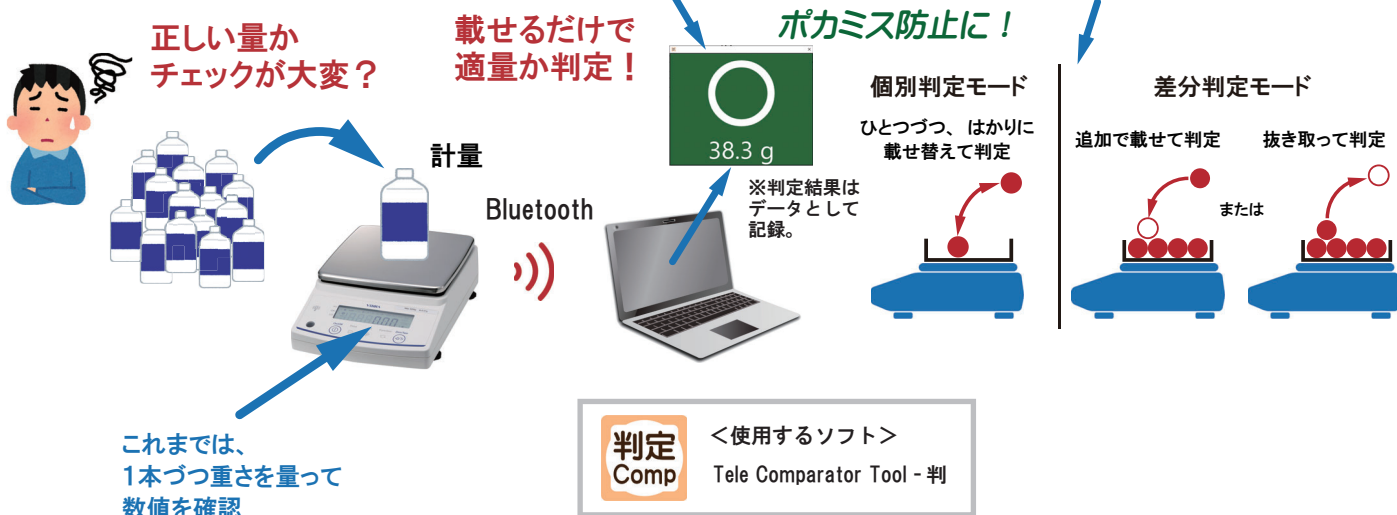 正しい量か
チェックが大変？
載せるだけで
適量か判定！
ポカミス防止に！
38.3 g
計量
Bluetooth
※判定結果は
データとして
記録。
個別判定モード
ひとつづつ、はかりに
載せ替えて判定
差分判定モード
追加で載せて判定
または
抜き取って判定
これまでは、
1本づつ重さを量って
数値を確認
判定
Comp
＜使用するソフト＞
Tele Comparator Tool - 判